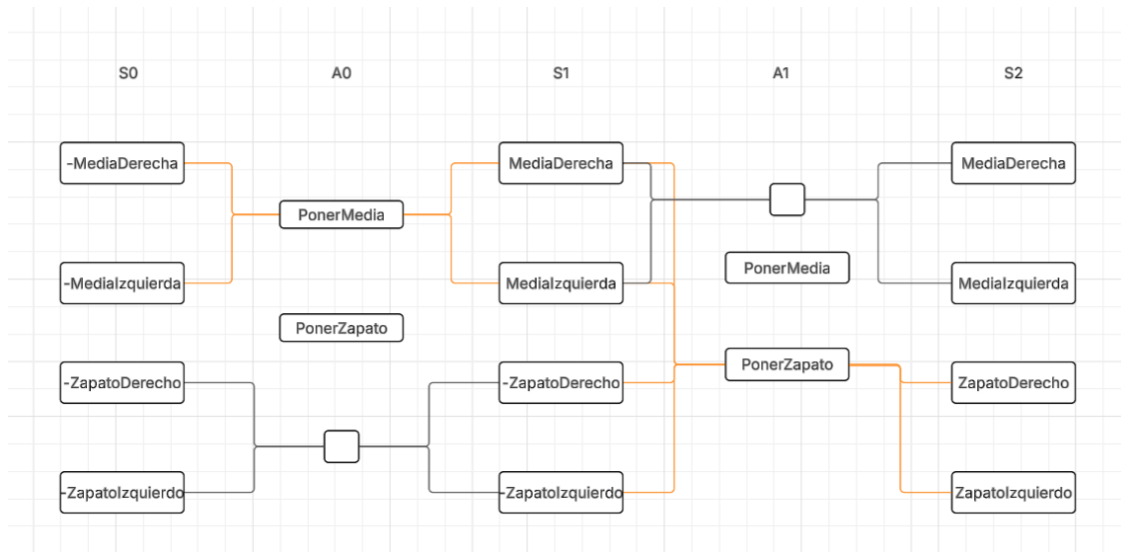 S0 A0 S1 A1 S2
-MediaDerecha MediaDerecha MediaDerecha
PonerMedia
-MediaIzquierda MediaIzquierda PonerMedia MediaIzquierda
PonerZapato
PonerZapato
-ZapatoDerecho -ZapatoDerecho ZapatoDerecho
-ZapatoIzquierdo -ZapatoIzquierdo ZapatoIzquierdo